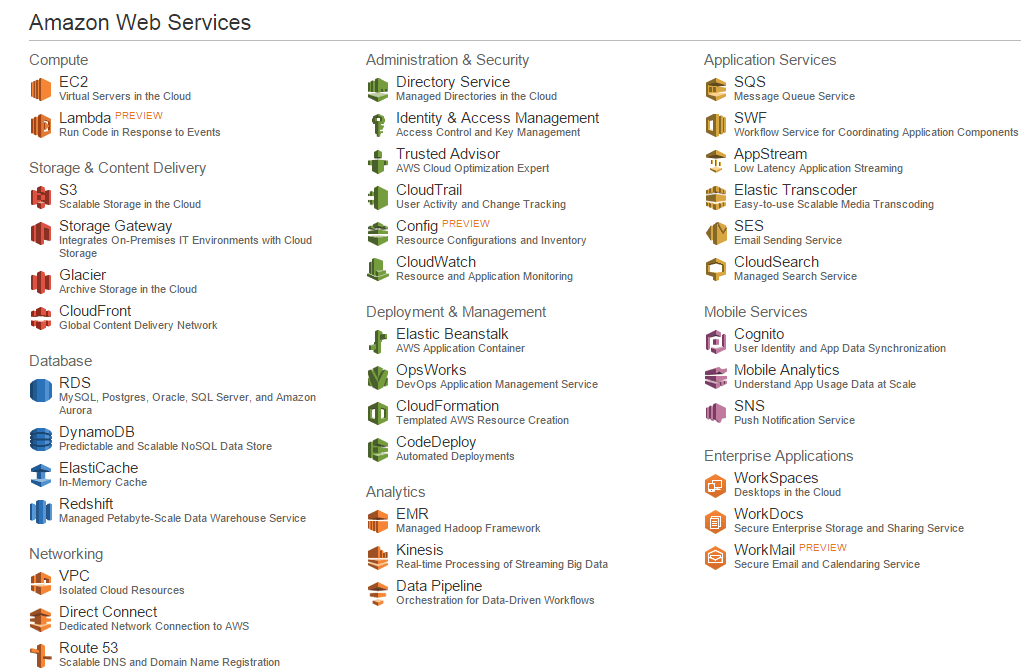 Amazon Web Services
Compute
EC2
Virtual Servers in the Cloud
Lambda PREVIEW
Run Code in Response to Events
Storage & Content Delivery
S3
Scalable Storage in the Cloud
Storage Gateway
Integrates On-Premises IT Environments with Cloud
Storage
Glacier
Archive Storage in the Cloud
CloudFront
Global Content Delivery Network
Database
RDS
MySQL, Postgres, Oracle, SQL Server, and Amazon
Aurora
DynamoDB
Predictable and Scalable NoSQL Data Store
ElastiCache
In-Memory Cache
Redshift
Managed Petabyte-Scale Data Warehouse Service
Networking
VPC
Isolated Cloud Resources
Direct Connect
Dedicated Network Connection to AWS
Route 53
Scalable DNS and Domain Name Registration
Administration & Security
Directory Service
Managed Directories in the Cloud
Identity & Access Management
Access Control and Key Management
Trusted Advisor
AWS Cloud Optimization Expert
CloudTrail
User Activity and Change Tracking
Config PREVIEW
Resource Configurations and Inventory
CloudWatch
Resource and Application Monitoring
Deployment & Management
Elastic Beanstalk
AWS Application Container
OpsWorks
DevOps Application Management Service
CloudFormation
Templated AWS Resource Creation
CodeDeploy
Automated Deployments
Analytics
EMR
Managed Hadoop Framework
Kinesis
Real-time Processing of Streaming Big Data
Data Pipeline
Orchestration for Data-Driven Workflows
Application Services
SQS
Message Queue Service
SWF
Workflow Service for Coordinating Application Components
AppStream
Low Latency Application Streaming
Elastic Transcoder
Easy-to-use Scalable Media Transcoding
SES
Email Sending Service
CloudSearch
Managed Search Service
Mobile Services
Cognito
User Identity and App Data Synchronization
Mobile Analytics
Understand App Usage Data at Scale
SNS
Push Notification Service
Enterprise Applications
WorkSpaces
Desktops in the Cloud
WorkDocs
Secure Enterprise Storage and Sharing Service
WorkMail PREVIEW
Secure Email and Calendaring Service